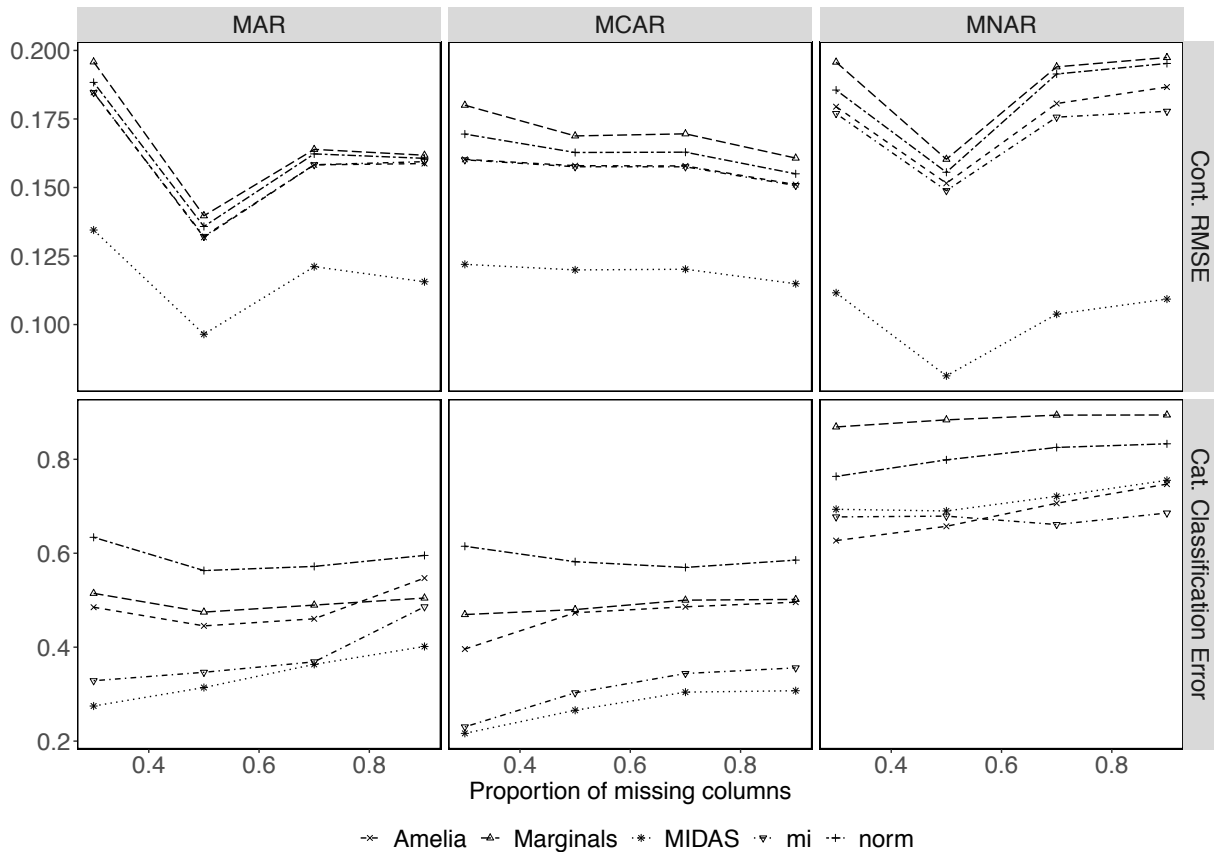 MAR MCAR MNAR
0.200
0.175
0.150
0.125
0.100
Cont. RMSE
0.8
0.6
0.4
0.2
Cat. Classification Error
0.4 0.6 0.8 0.4 0.6 0.8 0.4 0.6 0.8
Proportion of missing columns
Amelia Marginals MIDAS mi norm